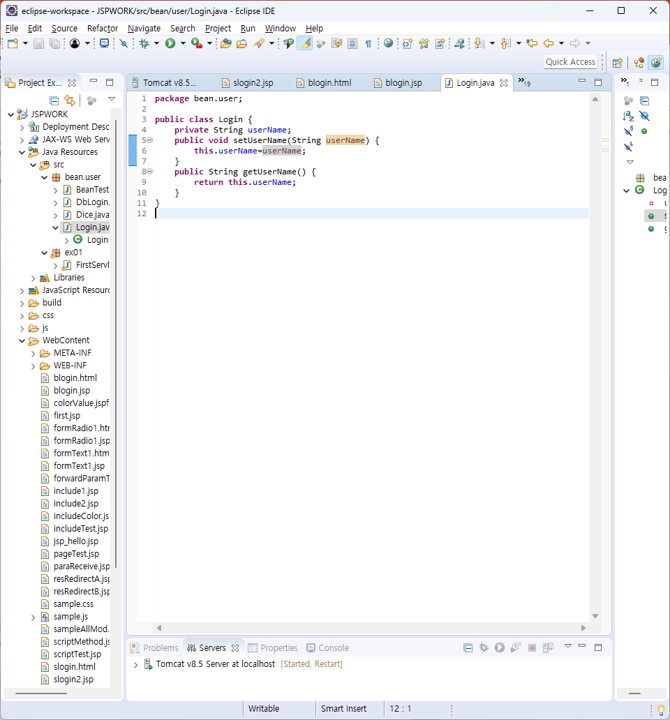 eclipse-workspace - JSPWORK/src/bean/user/Login.java - Eclipse IDE
File Edit Source Refactor Navigate Search Project Run Window Help
Quick Access
Project Ex...
Tomcat v8.5... slogin2.jsp blogin.html blogin.jsp Login.java »19
»1
JSPWORK
Deployment Desc
JAX-WS Web Serv
Java Resources
src
bean.user
BeanTest
DbLogin.
Dice.java
Login.jav
Login
ex01
FirstServl
Libraries
JavaScript Resourc
build
css
js
WebContent
META-INF
WEB-INF
blogin.html
blogin.jsp
colorValue.jspf
first.jsp
formRadio1.htn
formRadio1.jsp
formText1.htm
formText1.jsp
forwardParamT
include1.jsp
include2.jsp
includeColor.js
includeTest.jsp
jsp_hello.jsp
pageTest.jsp
paraReceive.jsp
resRedirectA.jsp
resRedirectB.jsp
sample.css
sample.js
sampleAllMod.
scriptMethod.js
scriptTest.jsp
slogin.html
slogin2.jsp
1 package bean.user;
2
3 public class Login {
4 private String userName;
5 public void setUserName(String userName) {
6 this.userName=userName;
7 }
8 public String getUserName() {
9 return this.userName;
10 }
11 }
12
bea
Log
u
s
g
Problems Servers Properties Console
Tomcat v8.5 Server at localhost [Started, Restart]
Writable Smart Insert 12 : 1